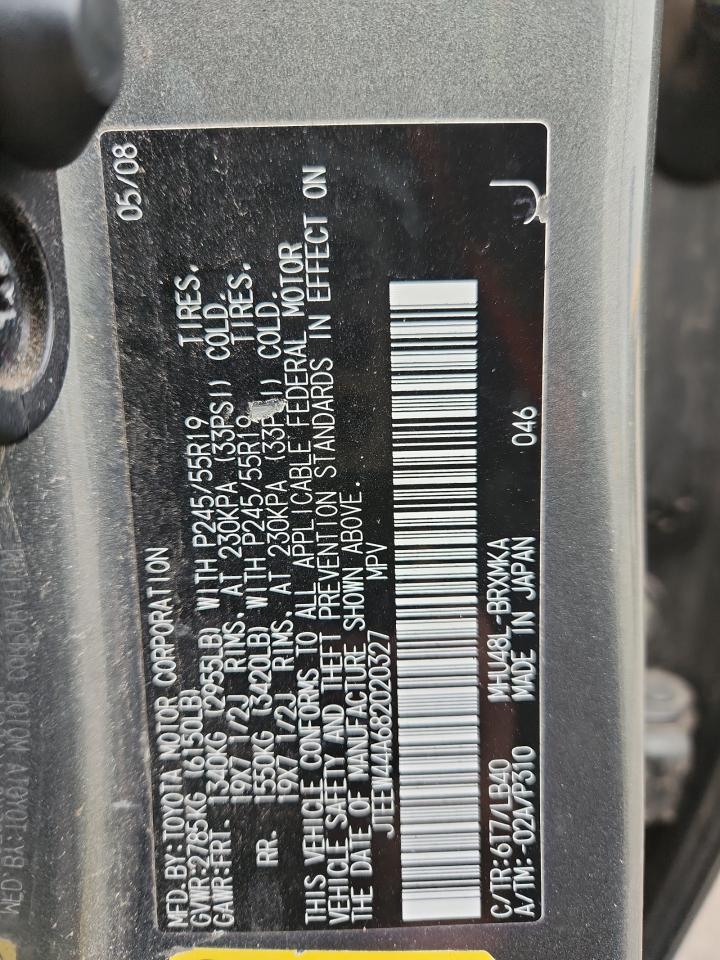 MFD.BY:TOYOTA MOTOR CORPORATION 05/08
GVWR:2785KG (6150LB)
GAWR:FRT. 1340KG (2955LB) WITH P245/55R19 TIRES.
19X7 1/2J RIMS. AT 230KPA (33PSI) COLD.
RR. 1550KG (3420LB) WITH P245/55R19 TIRES.
19X7 1/2J RIMS. AT 230KPA (33PSI) COLD.
THIS VEHICLE CONFORMS TO ALL APPLICABLE FEDERAL MOTOR
VEHICLE SAFETY AND THEFT PREVENTION STANDARDS IN EFFECT ON
THE DATE OF MANUFACTURE SHOWN ABOVE.
JTEEW44A682020327 MPV
C/TR:6T7/LB40 MHU48L-BRXMKA 046 J
A/TM:-02A/P310 MADE IN JAPAN